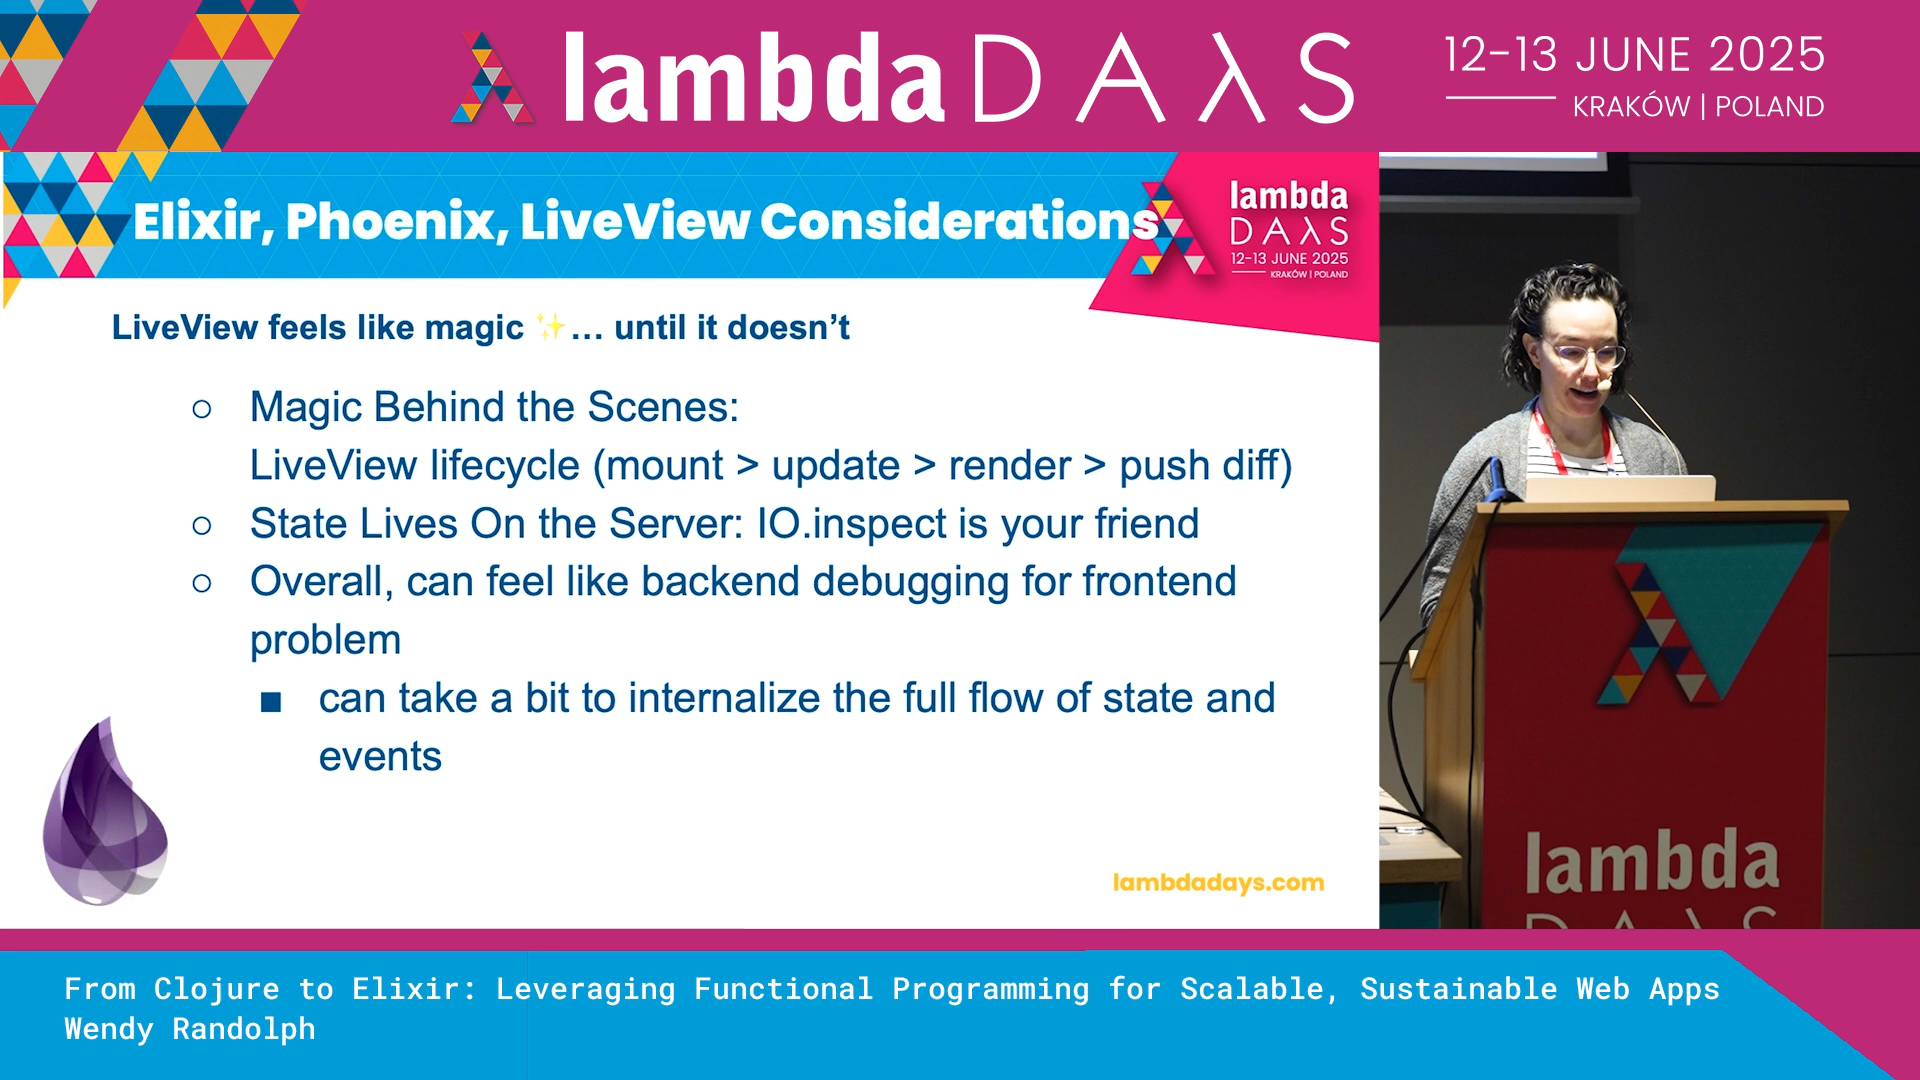 lambda DAYS
12-13 JUNE 2025
KRAKÓW | POLAND
Elixir, Phoenix, LiveView Considerations
lambda
DAYS
12-13 JUNE 2025
KRAKÓW | POLAND
LiveView feels like magic ✨... until it doesn't
○ Magic Behind the Scenes:
LiveView lifecycle (mount > update > render > push diff)
○ State Lives On the Server: IO.inspect is your friend
○ Overall, can feel like backend debugging for frontend
problem
■ can take a bit to internalize the full flow of state and
events
lambdadays.com
lambda
DAYS
From Clojure to Elixir: Leveraging Functional Programming for Scalable, Sustainable Web Apps
Wendy Randolph